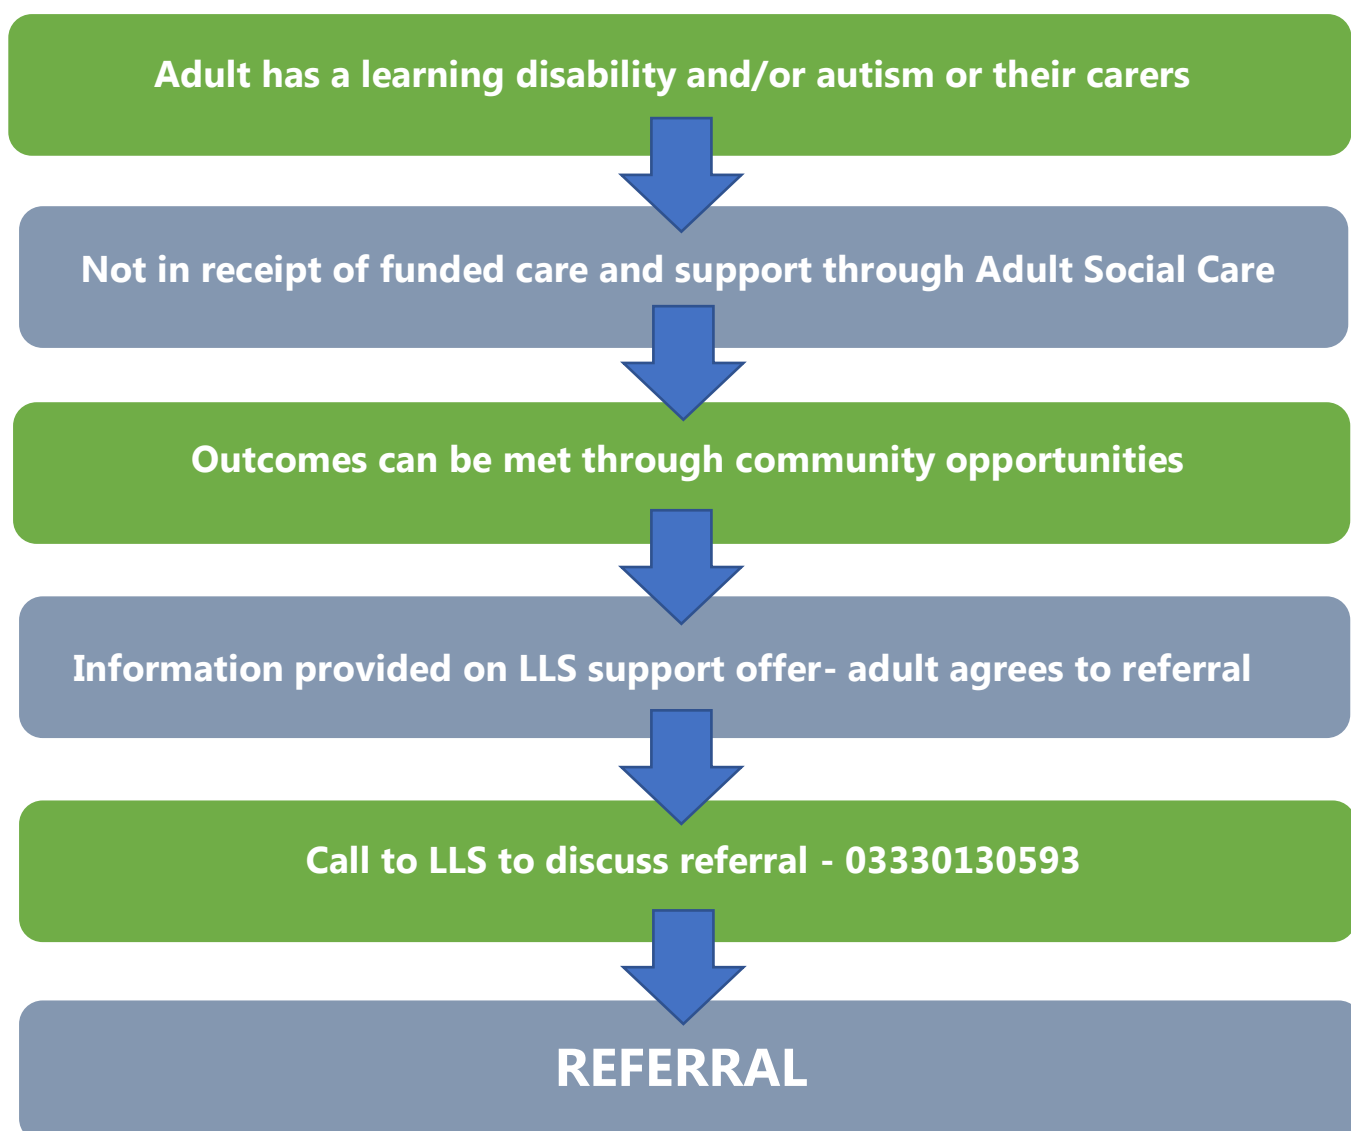 Adult has a learning disability and/or autism or their carers
Not in receipt of funded care and support through Adult Social Care
Outcomes can be met through community opportunities
Information provided on LLS support offer- adult agrees to referral
Call to LLS to discuss referral - 03330130593
REFERRAL